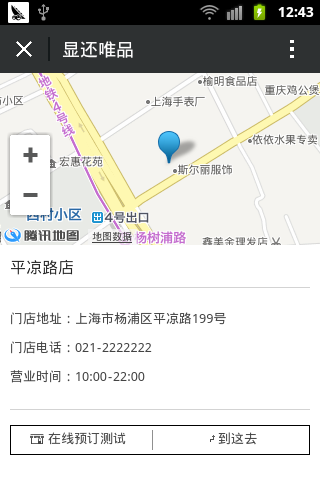 12:43
显还唯品
榆明食品店
重庆鸡公煲
小区
地铁4号线
上海手表厂
依依水果专卖
宏惠花苑
斯尔丽服饰
西村小区
4号出口
腾讯地图
地图数据
杨树浦路
鑫美金理发店
平凉路店
门店地址：上海市杨浦区平凉路199号
门店电话：021-2222222
营业时间：10:00-22:00
在线预订测试
到这去